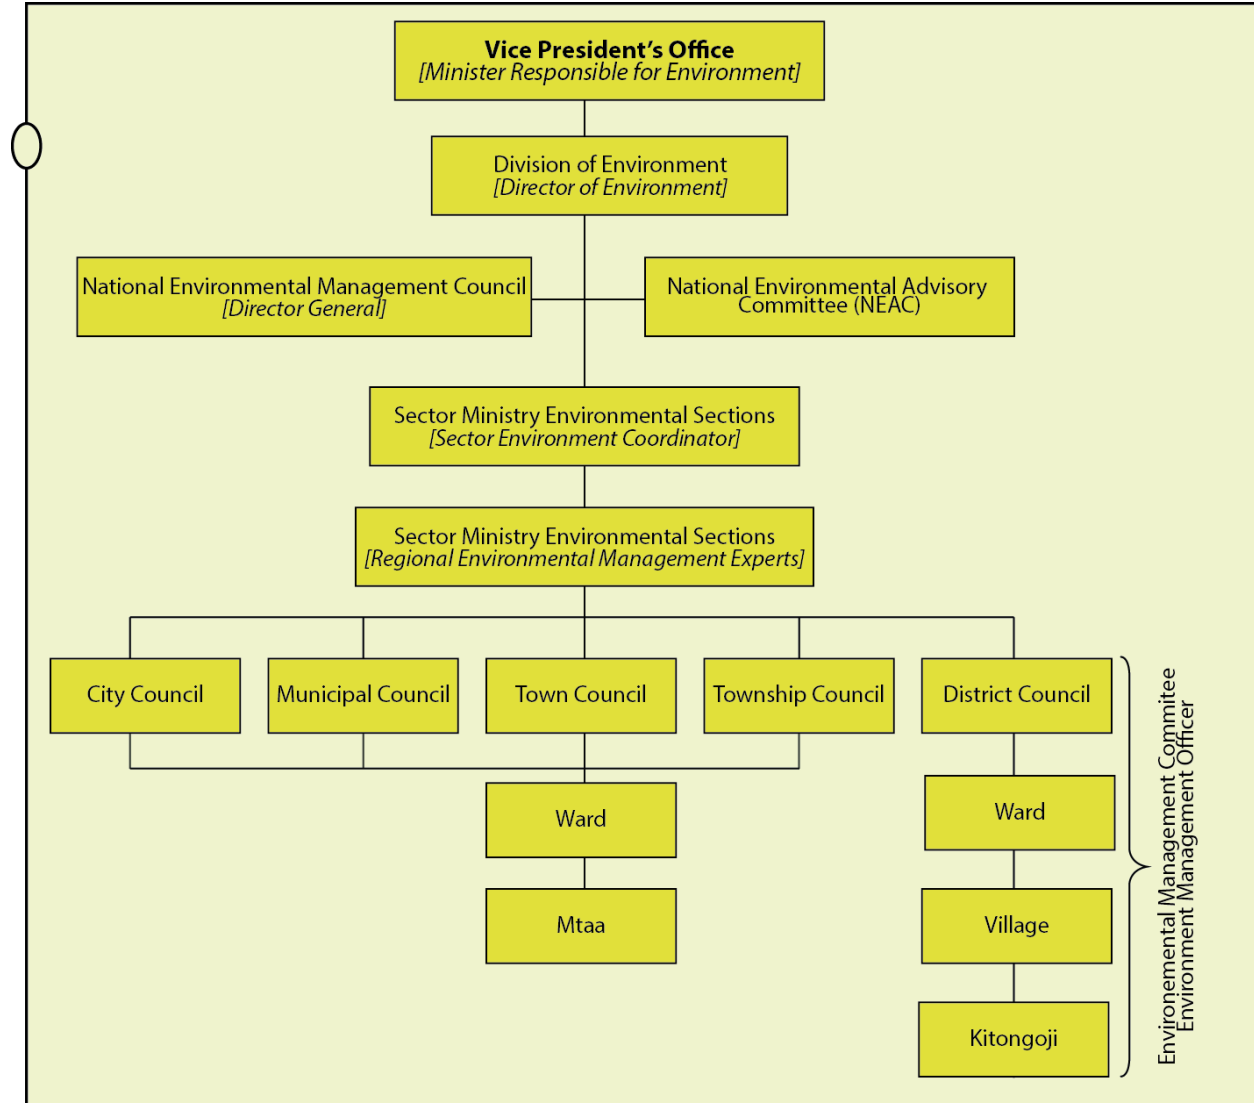 Vice President's Office
[Minister Responsible for Environment]
Division of Environment
[Director of Environment]
National Environmental Management Council
[Director General]
National Environmental Advisory
Committee (NEAC)
Sector Ministry Environmental Sections
[Sector Environment Coordinator]
Sector Ministry Environmental Sections
[Regional Environmental Management Experts]
City Council
Municipal Council
Town Council
Township Council
District Council
Ward
Mtaa
Ward
Village
Kitongoji
Environemental Management Committee
Environment Management Officer